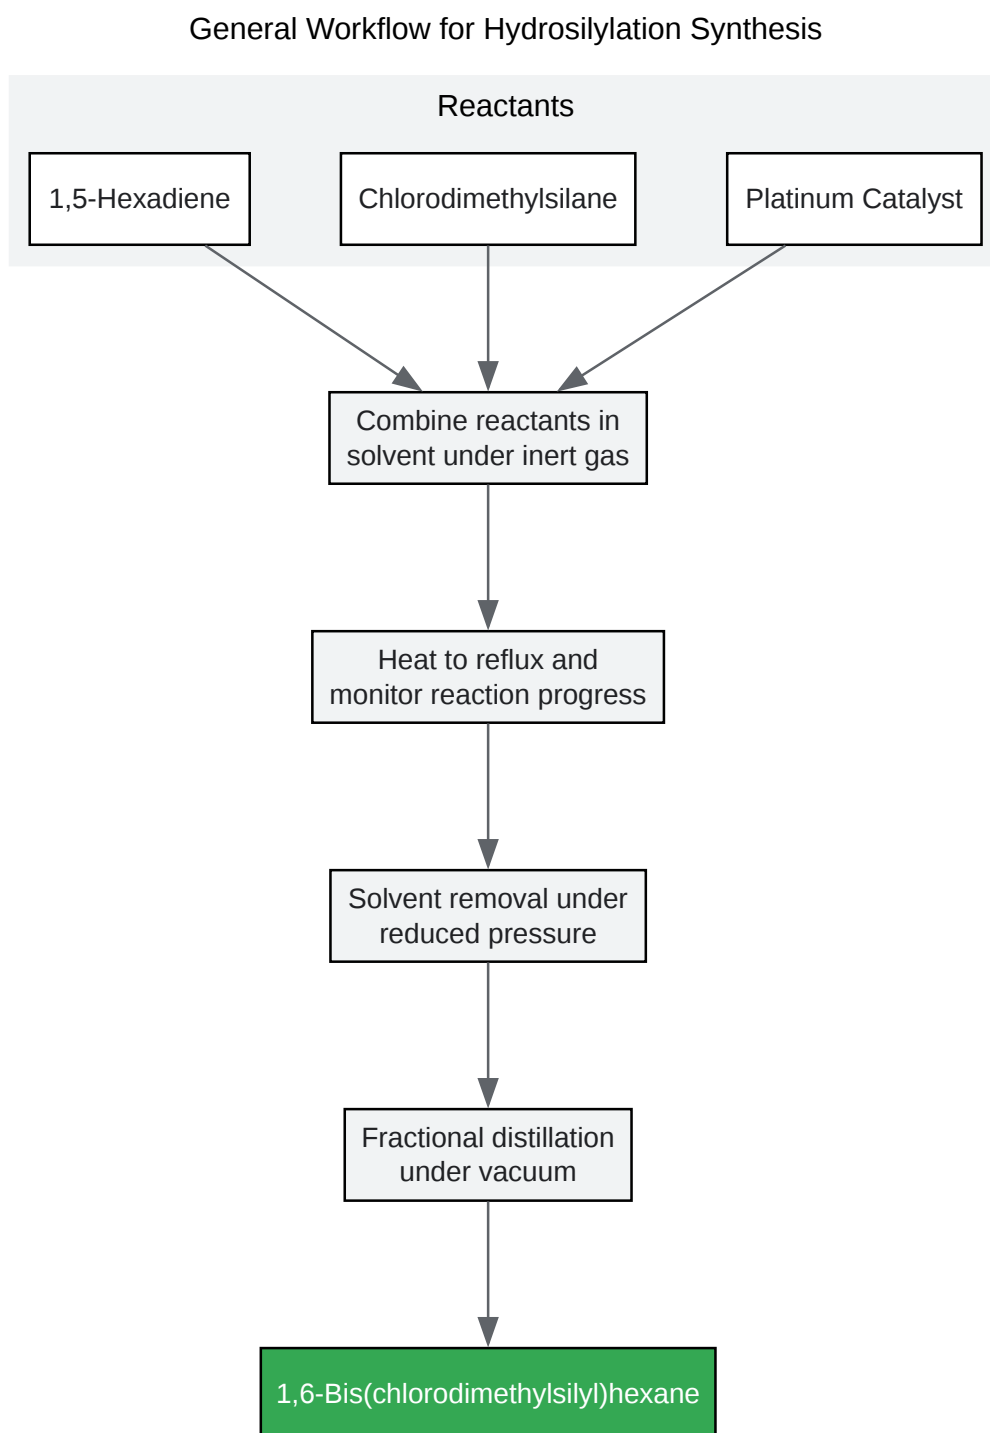 General Workflow for Hydrosilylation Synthesis
Reactants
1,5-Hexadiene
Chlorodimethylsilane
Platinum Catalyst
Combine reactants in
solvent under inert gas
Heat to reflux and
monitor reaction progress
Solvent removal under
reduced pressure
Fractional distillation
under vacuum
1,6-Bis(chlorodimethylsilyl)hexane